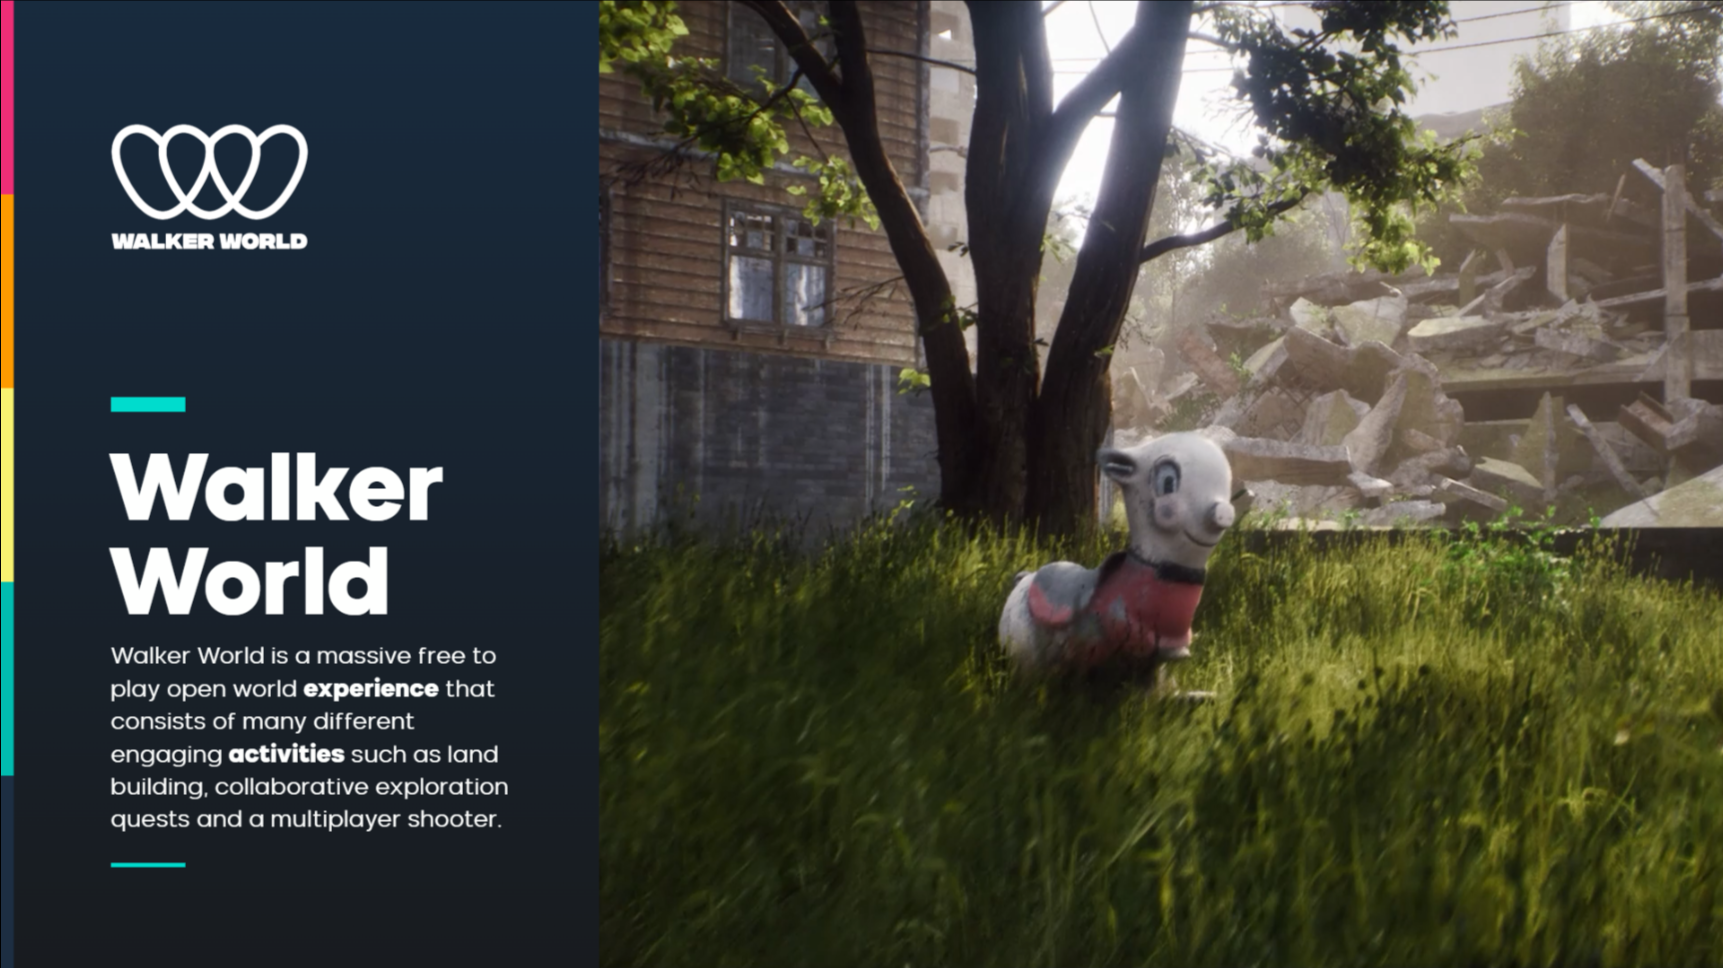 WALKER WORLD
Walker
World
Walker World is a massive free to
play open world experience that
consists of many different
engaging activities such as land
building, collaborative exploration
quests and a multiplayer shooter.